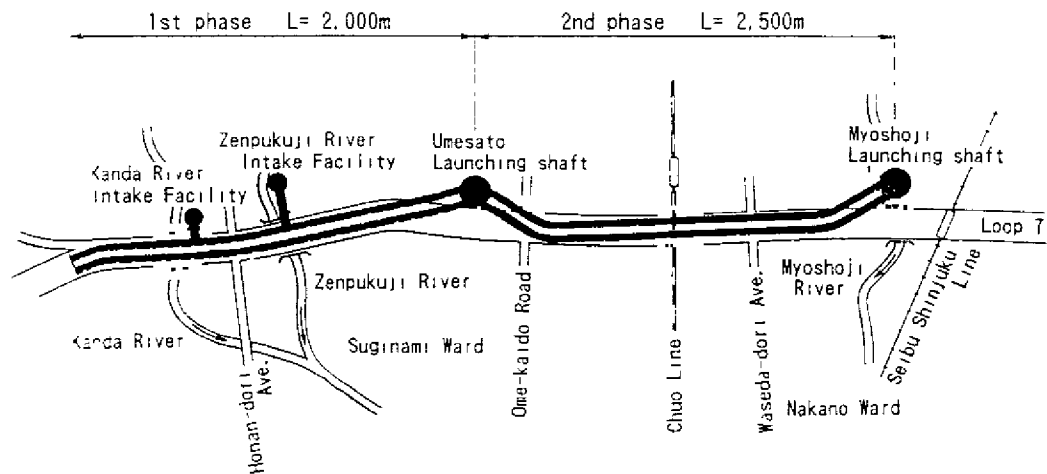 1st phase L= 2,000m
2nd phase L= 2,500m
Zenpukuji River
Intake Facility
Kanda River
Intake Facility
Umesato
Launching shaft
Myoshoji
Launching shaft
Loop 7
Zenpukuji River
Kanda River
Honan-dori
Ave.
Suginami Ward
Ome-kaido Road
Chuo Line
Waseda-dori Ave.
Myoshoji
River
Seibu Shinjuku
Line
Nakano Ward